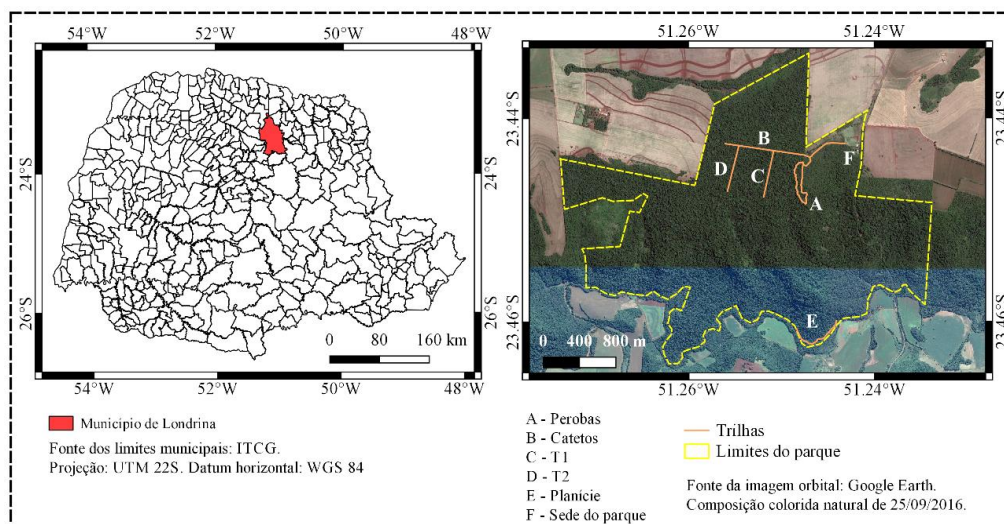 54°W 52°W 51°W 50°W 48°W
24°S 24°S
26°S 26°S
0 80 160 km
54°W 52°W 51°W 50°W 48°W
Município de Londrina
Fonte dos limites municipais: ITCG.
Projeção: UTM 22S. Datum horizontal: WGS 84
51.26°W 51.24°W
23.44°S 23.44°S
B
F
D
C
A
E
23.46°S 23.46°S
0 400 800 m
51.26°W 51.24°W
A - Perobas
B - Catetos
C - T1
D - T2
E - Planície
F - Sede do parque
Trilhas
Limites do parque
Fonte da imagem orbital: Google Earth.
Composição colorida natural de 25/09/2016.